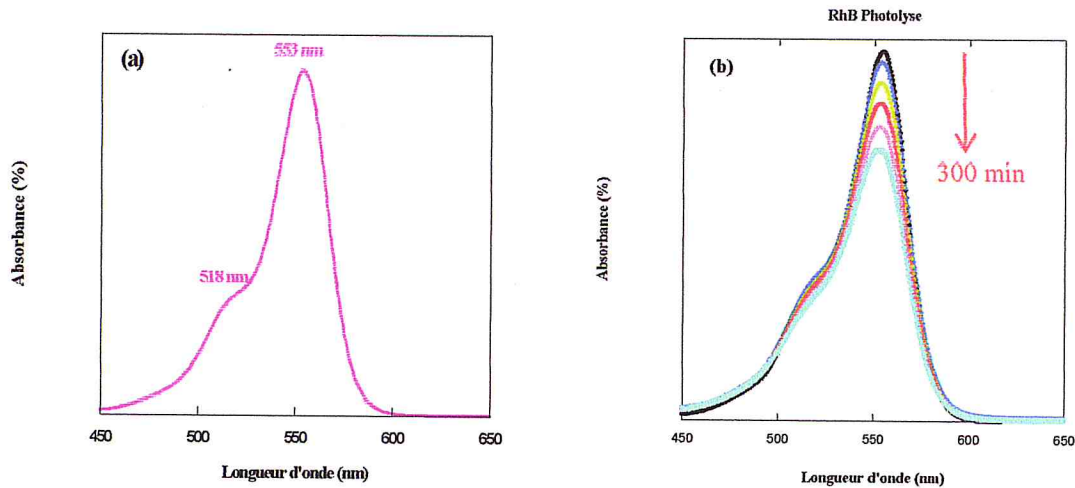 (a)
553 nm
518 nm
Absorbance (%)
450 500 550 600 650
Longueur d'onde (nm)
RhB Photolyse
(b)
300 min
Absorbance (%)
450 500 550 600 650
Longueur d'onde (nm)